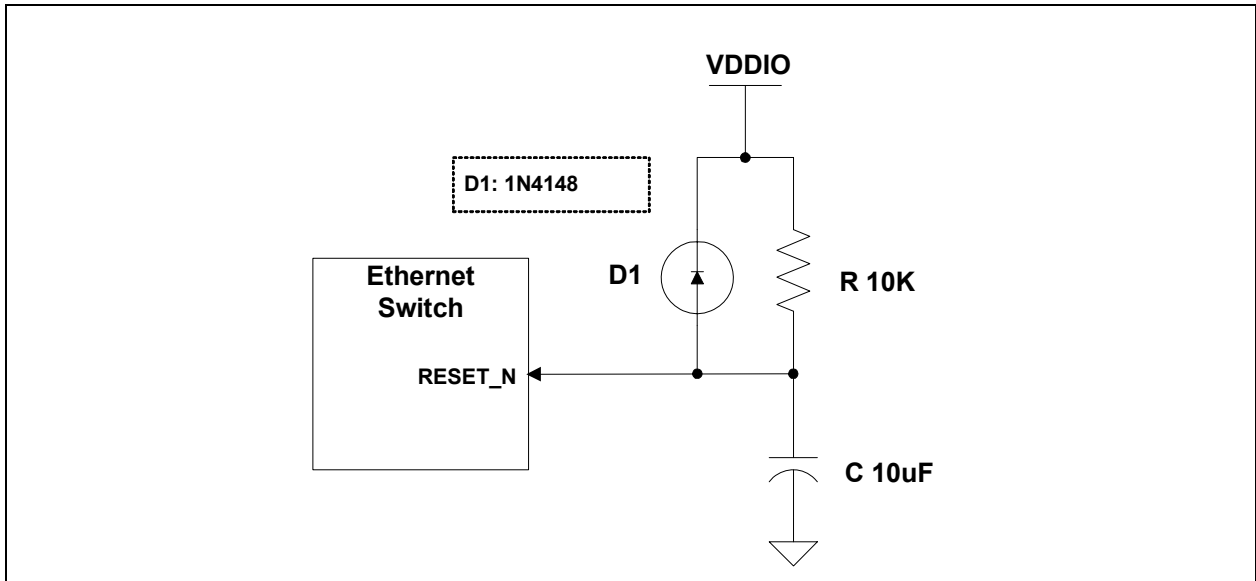 VDDIO
D1: 1N4148
Ethernet
Switch
D1
R 10K
RESET_N
C 10uF